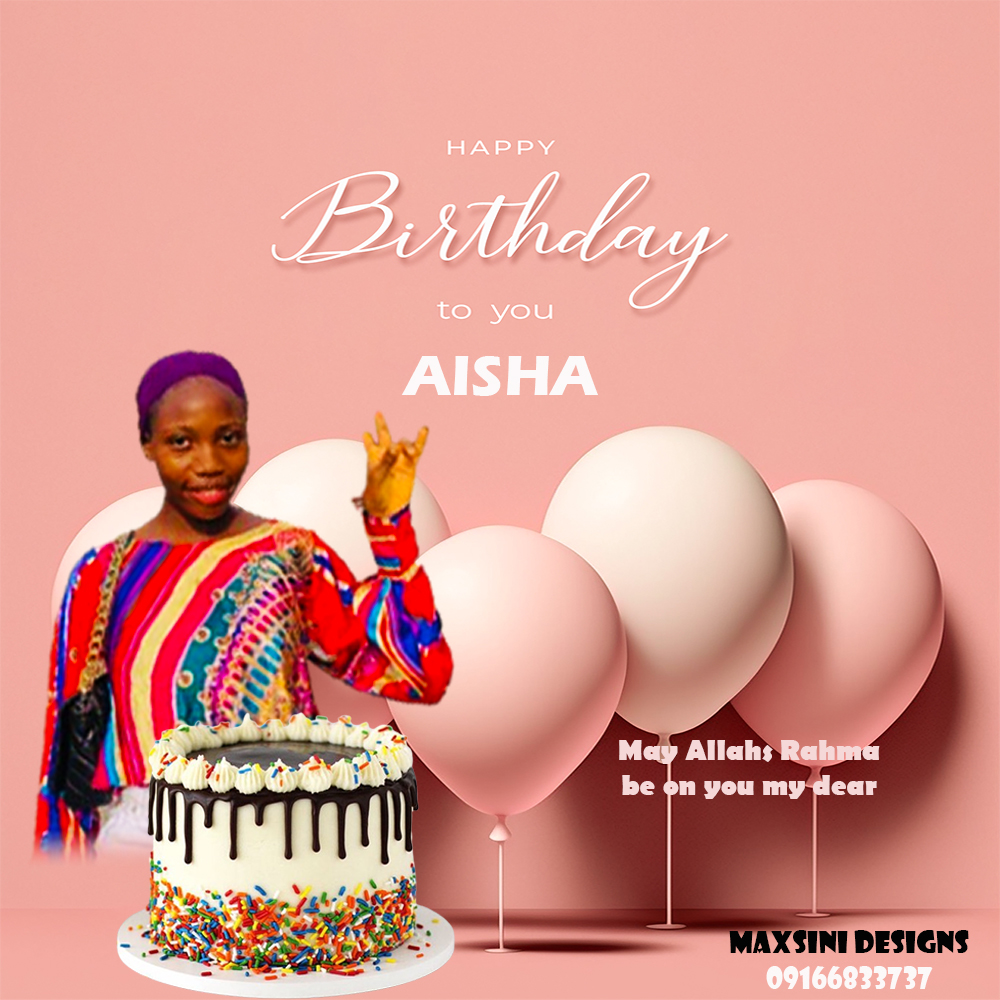 HAPPY
Birthday
to you
AISHA
May Allahs Rahma
be on you my dear
MAXSINI DESIGNS
09166833737